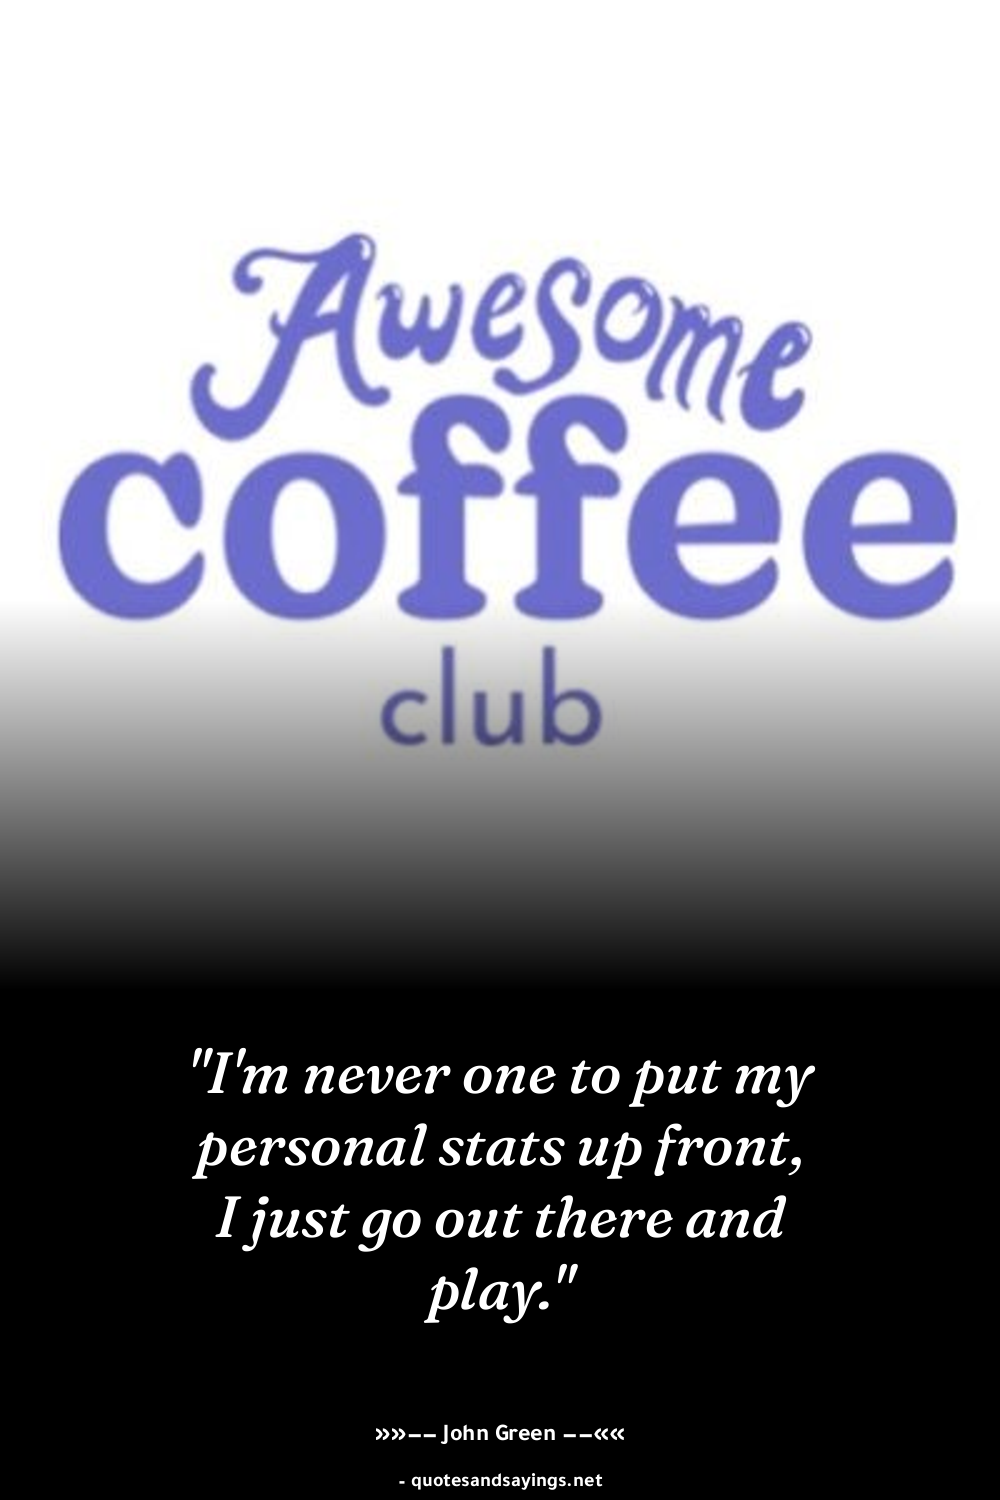 Awesome
coffee
club
"I'm never one to put my
personal stats up front,
I just go out there and
play."
»»–– John Green ––««
- quotesandsayings.net